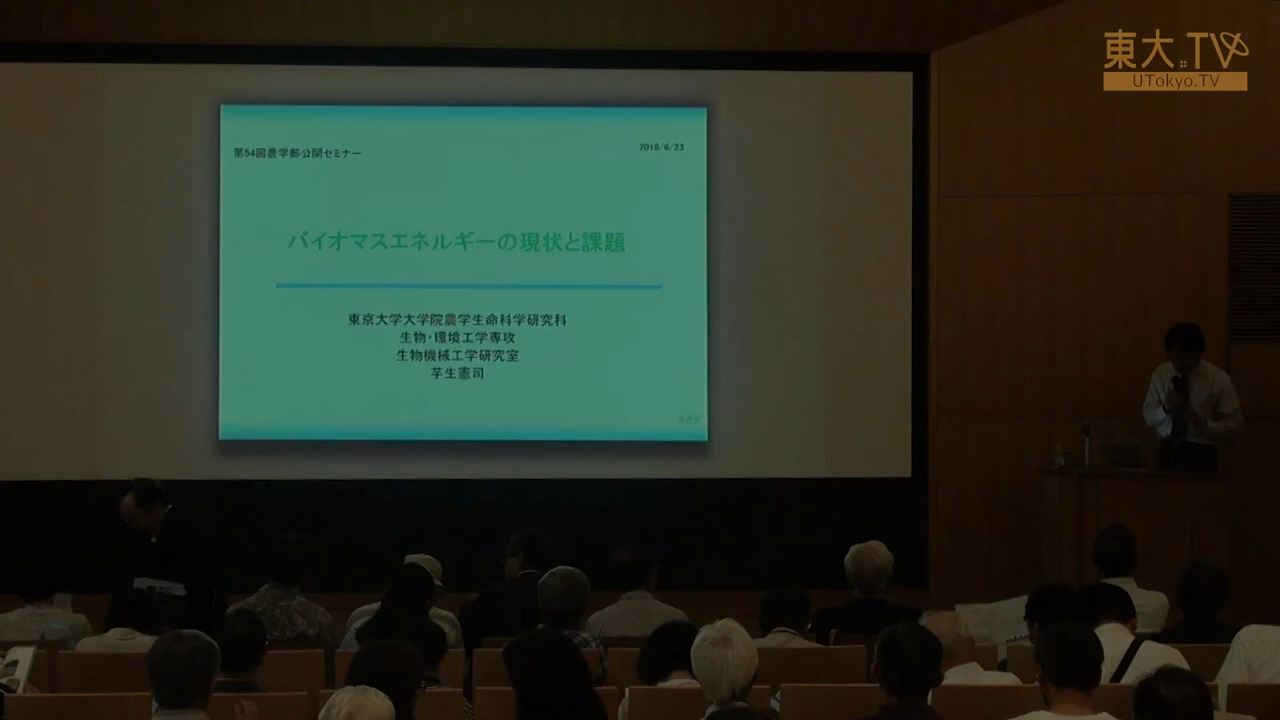 東大.TV
UTokyo.TV
第54回農学部公開セミナー
2018/6/23
バイオマスエネルギーの現状と課題
東京大学大学院農学生命科学研究科
生物・環境工学専攻
生物機械工学研究室
芋生憲司